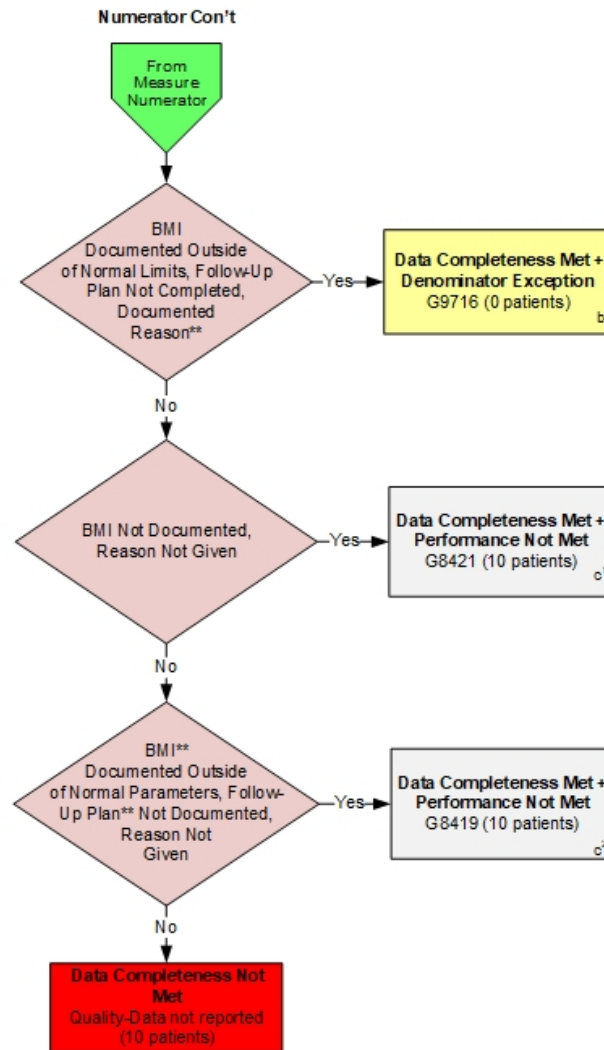 Numerator Con't
From
Measure
Numerator
BMI
Documented Outside
of Normal Limits, Follow-Up
Plan Not Completed,
Documented
Reason**
Yes
Data Completeness Met +
Denominator Exception
G9716 (0 patients)
b
No
BMI Not Documented,
Reason Not Given
Yes
Data Completeness Met +
Performance Not Met
G8421 (10 patients)
c
No
BMI**
Documented Outside
of Normal Parameters, Follow-
Up Plan** Not Documented,
Reason Not
Given
Yes
Data Completeness Met +
Performance Not Met
G8419 (10 patients)
c²
No
Data Completeness Not
Met
Quality-Data not reported
(10 patients)